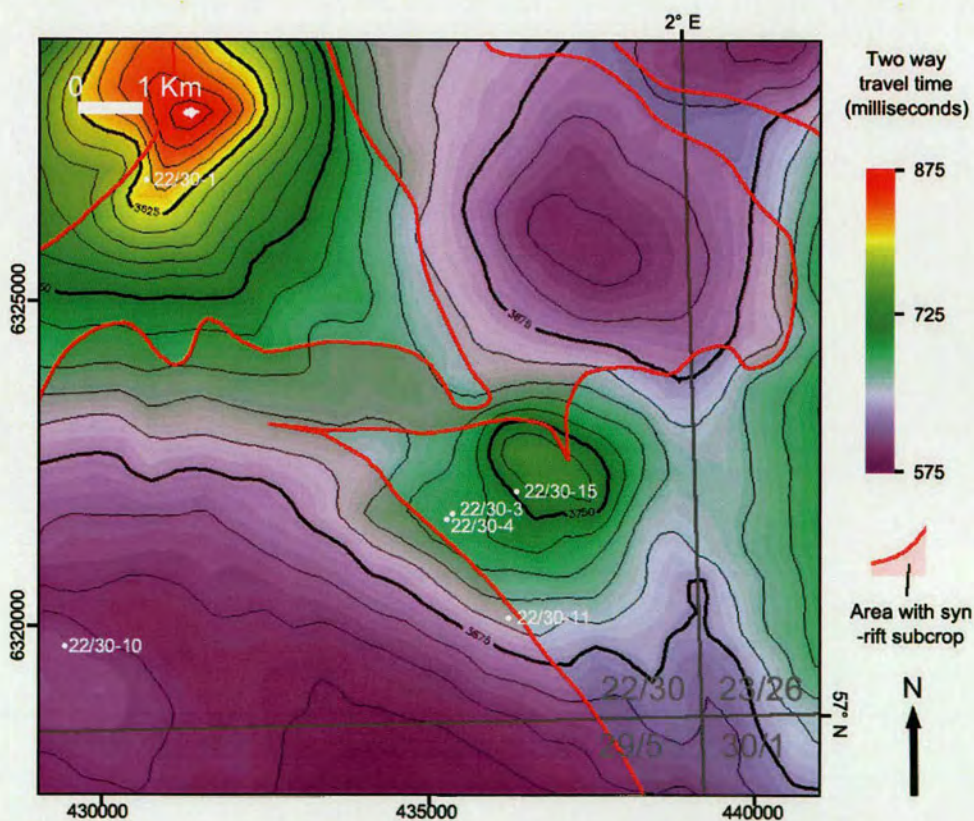 2° E
0 1 Km
22/30-1
3625
50
3675
22/30-15
22/30-3
3750
22/30-4
22/30-11
3675
22/30-10
22/30 23/26
29/5 30/1
57° N
6325000
6320000
430000 435000 440000
Two way
travel time
(milliseconds)
875
725
575
Area with syn
-rift subcrop
N